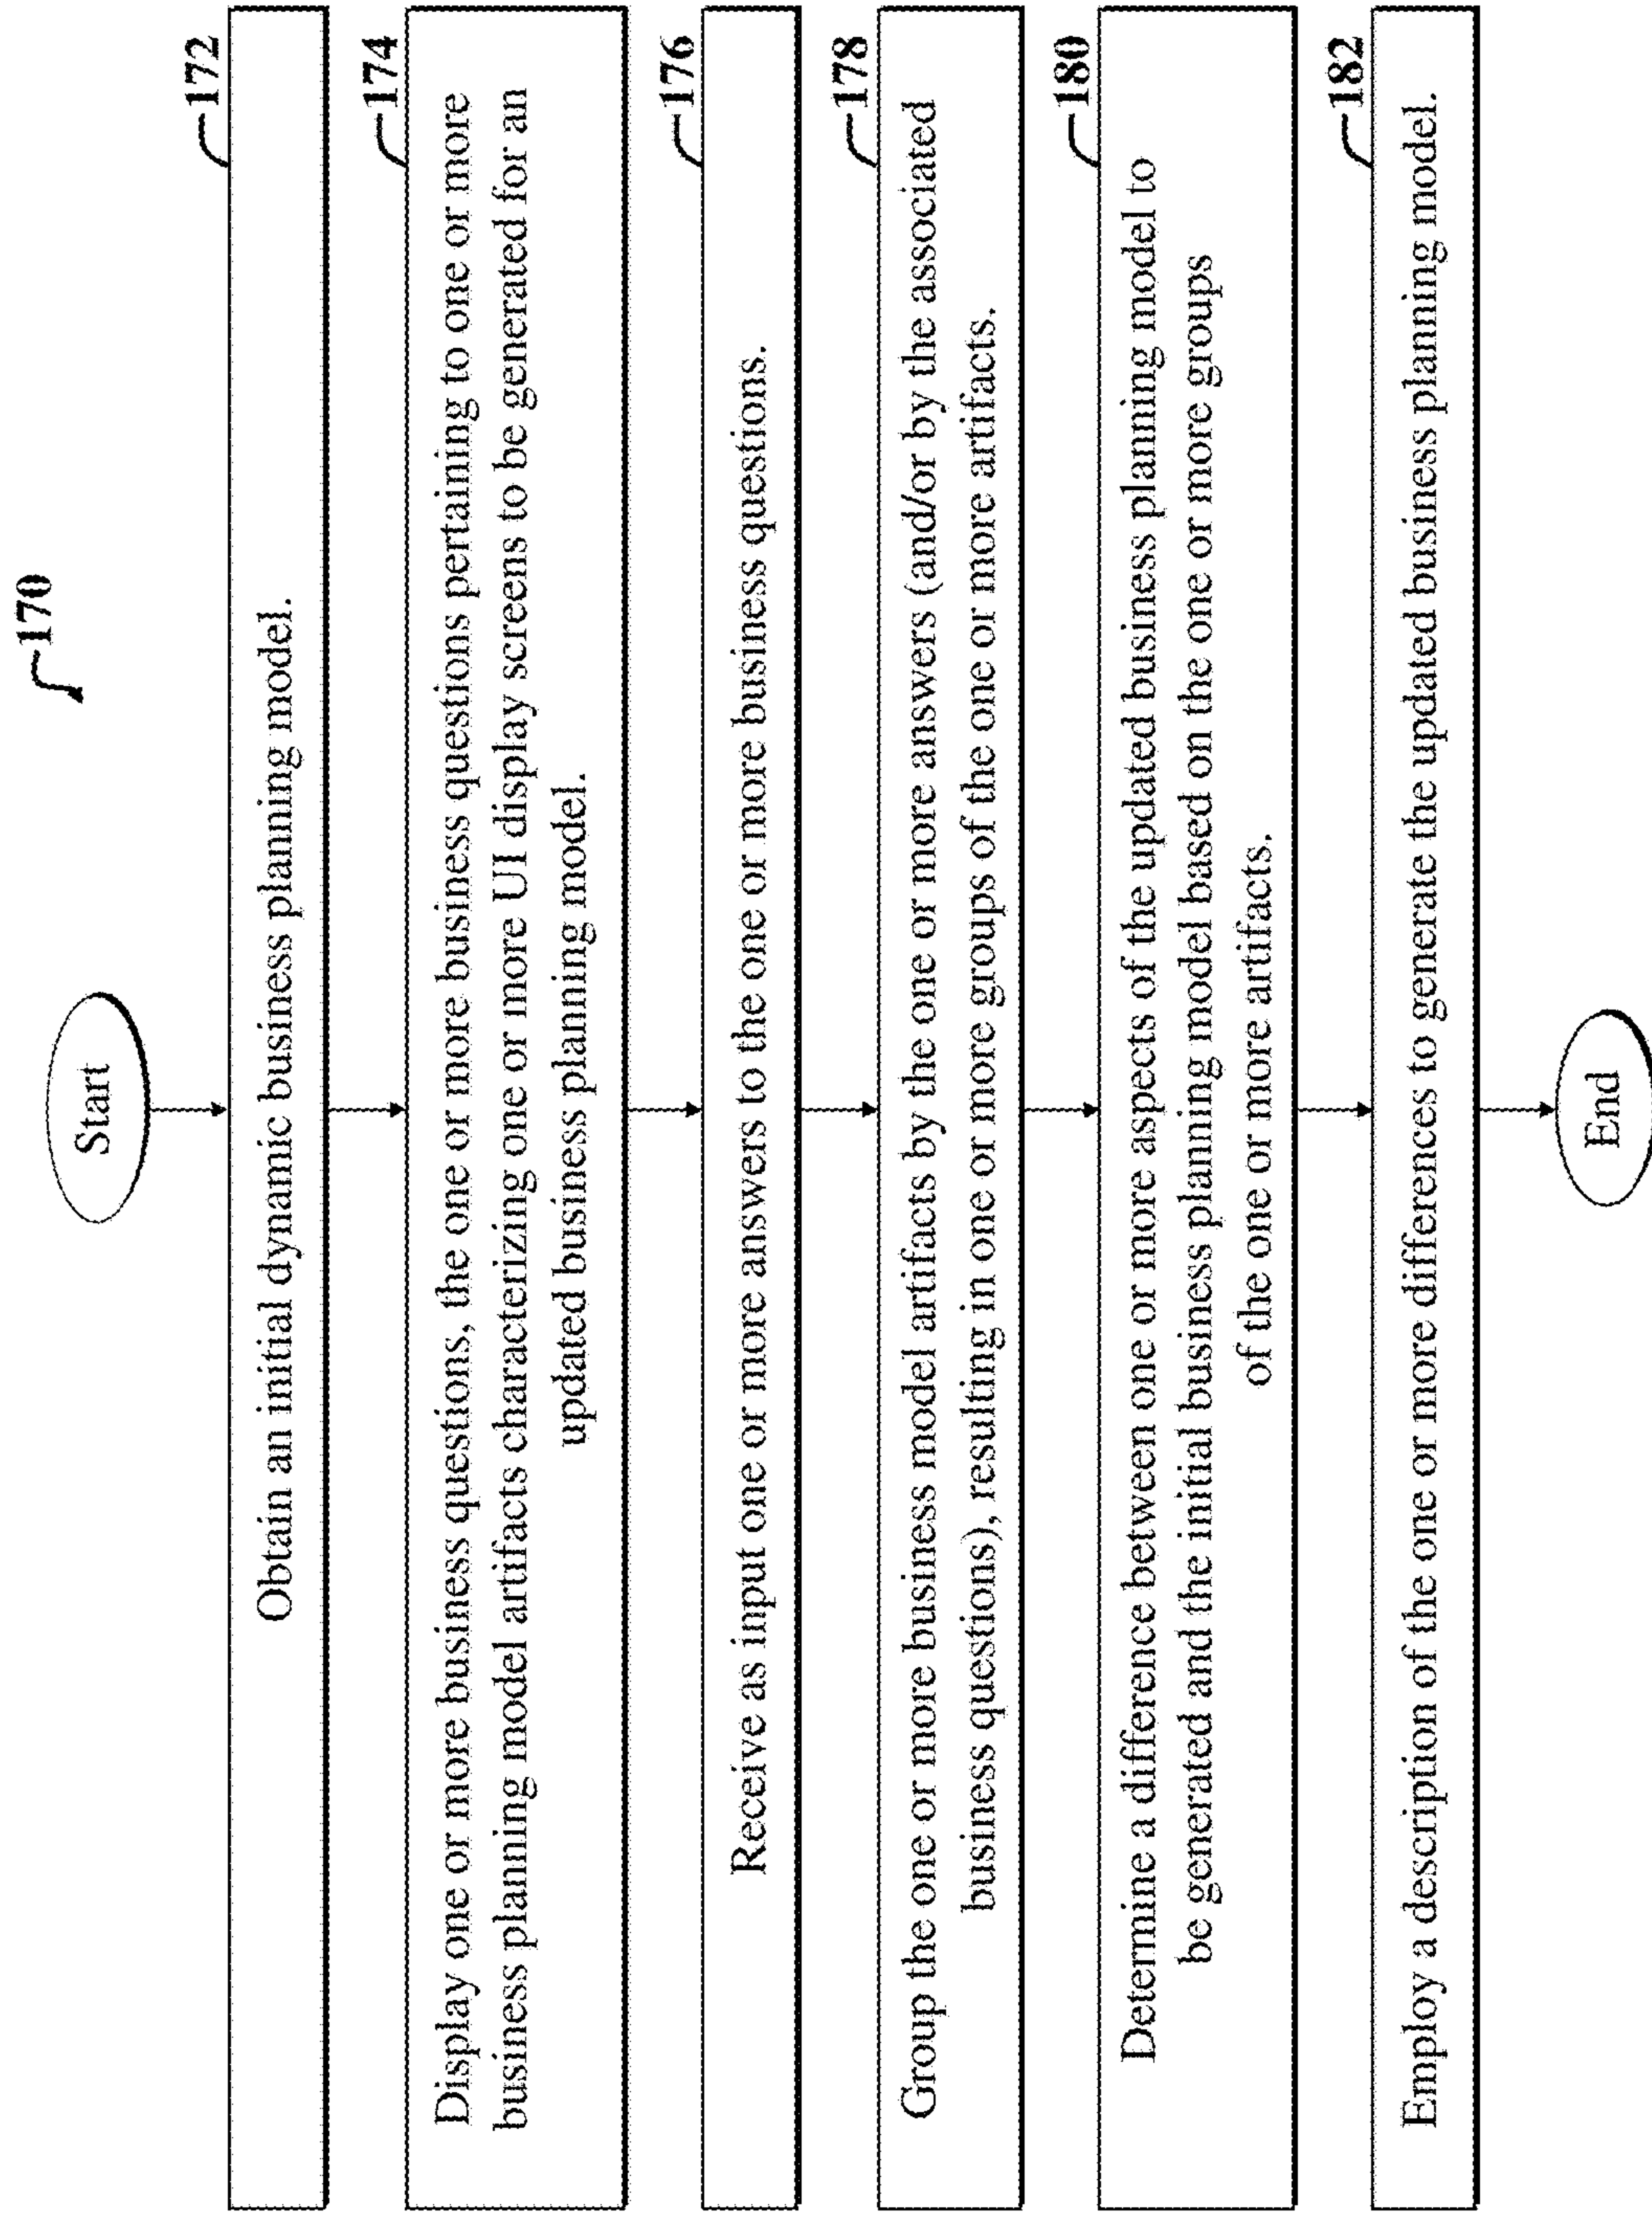 170
Start
172
Obtain an initial dynamic business planning model.
174
Display one or more business questions, the one or more business questions pertaining to one or more
business planning model artifacts characterizing one or more UI display screens to be generated for an
updated business planning model.
176
Receive as input one or more answers to the one or more business questions.
178
Group the one or more business model artifacts by the one or more answers (and/or by the associated
business questions), resulting in one or more groups of the one or more artifacts.
180
Determine a difference between one or more aspects of the updated business planning model to
be generated and the initial business planning model based on the one or more groups
of the one or more artifacts.
182
Employ a description of the one or more differences to generate the updated business planning model.
End